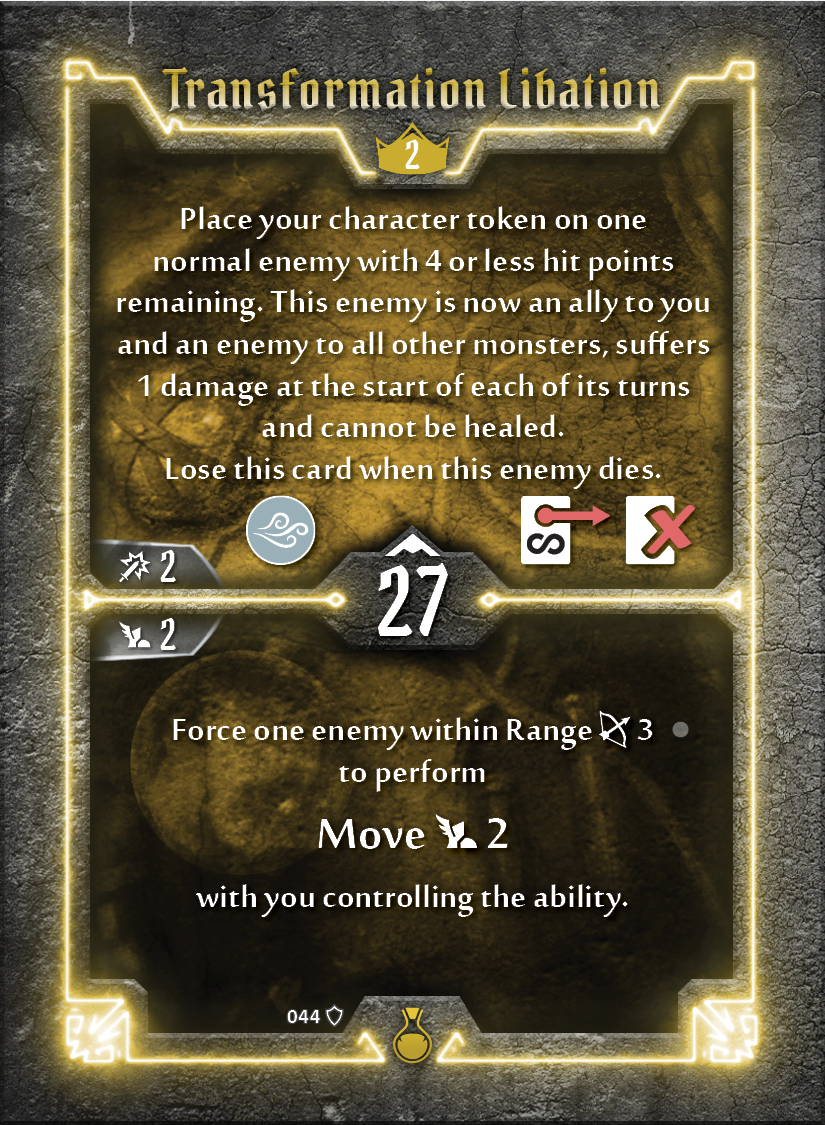 Transformation Libation
2
Place your character token on one
normal enemy with 4 or less hit points
remaining. This enemy is now an ally to you
and an enemy to all other monsters, suffers
1 damage at the start of each of its turns
and cannot be healed.
Lose this card when this enemy dies.
S
2
27
2
Force one enemy within Range 3
to perform
Move 2
with you controlling the ability.
044